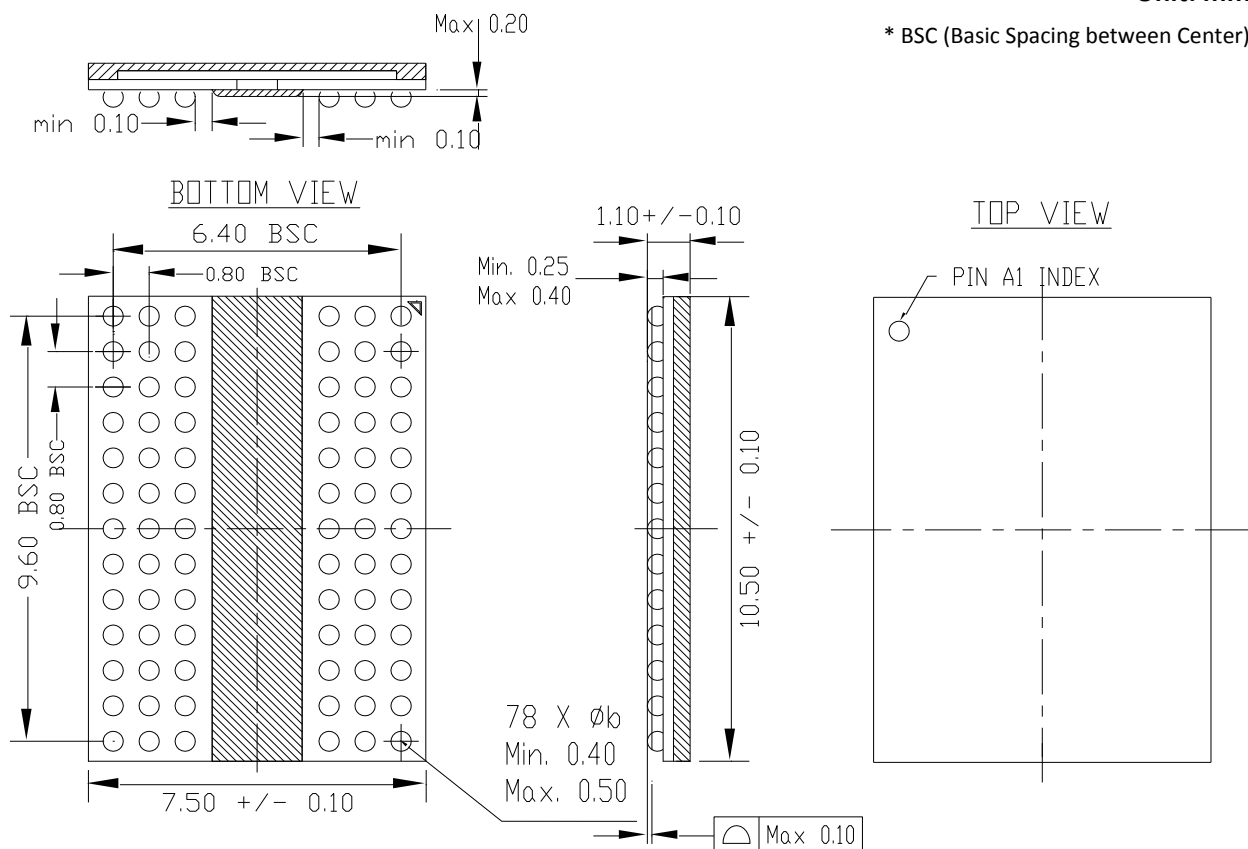 * BSC (Basic Spacing between Center)
Max 0.20
min 0.10
min 0.10
BOTTOM VIEW
6.40 BSC
0.80 BSC
9.60 BSC
0.80 BSC
7.50 +/- 0.10
1.10+/-0.10
Min. 0.25
Max 0.40
10.50 +/- 0.10
78 X Øb
Min. 0.40
Max. 0.50
Max 0.10
TOP VIEW
PIN A1 INDEX